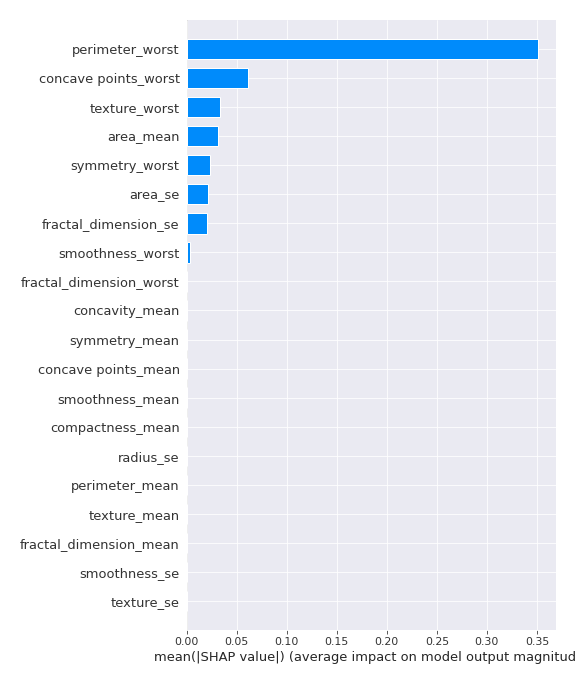 perimeter_worst
concave points_worst
texture_worst
area_mean
symmetry_worst
area_se
fractal_dimension_se
smoothness_worst
fractal_dimension_worst
concavity_mean
symmetry_mean
concave points_mean
smoothness_mean
compactness_mean
radius_se
perimeter_mean
texture_mean
fractal_dimension_mean
smoothness_se
texture_se
0.00 0.05 0.10 0.15 0.20 0.25 0.30 0.35
mean(|SHAP value|) (average impact on model output magnitud